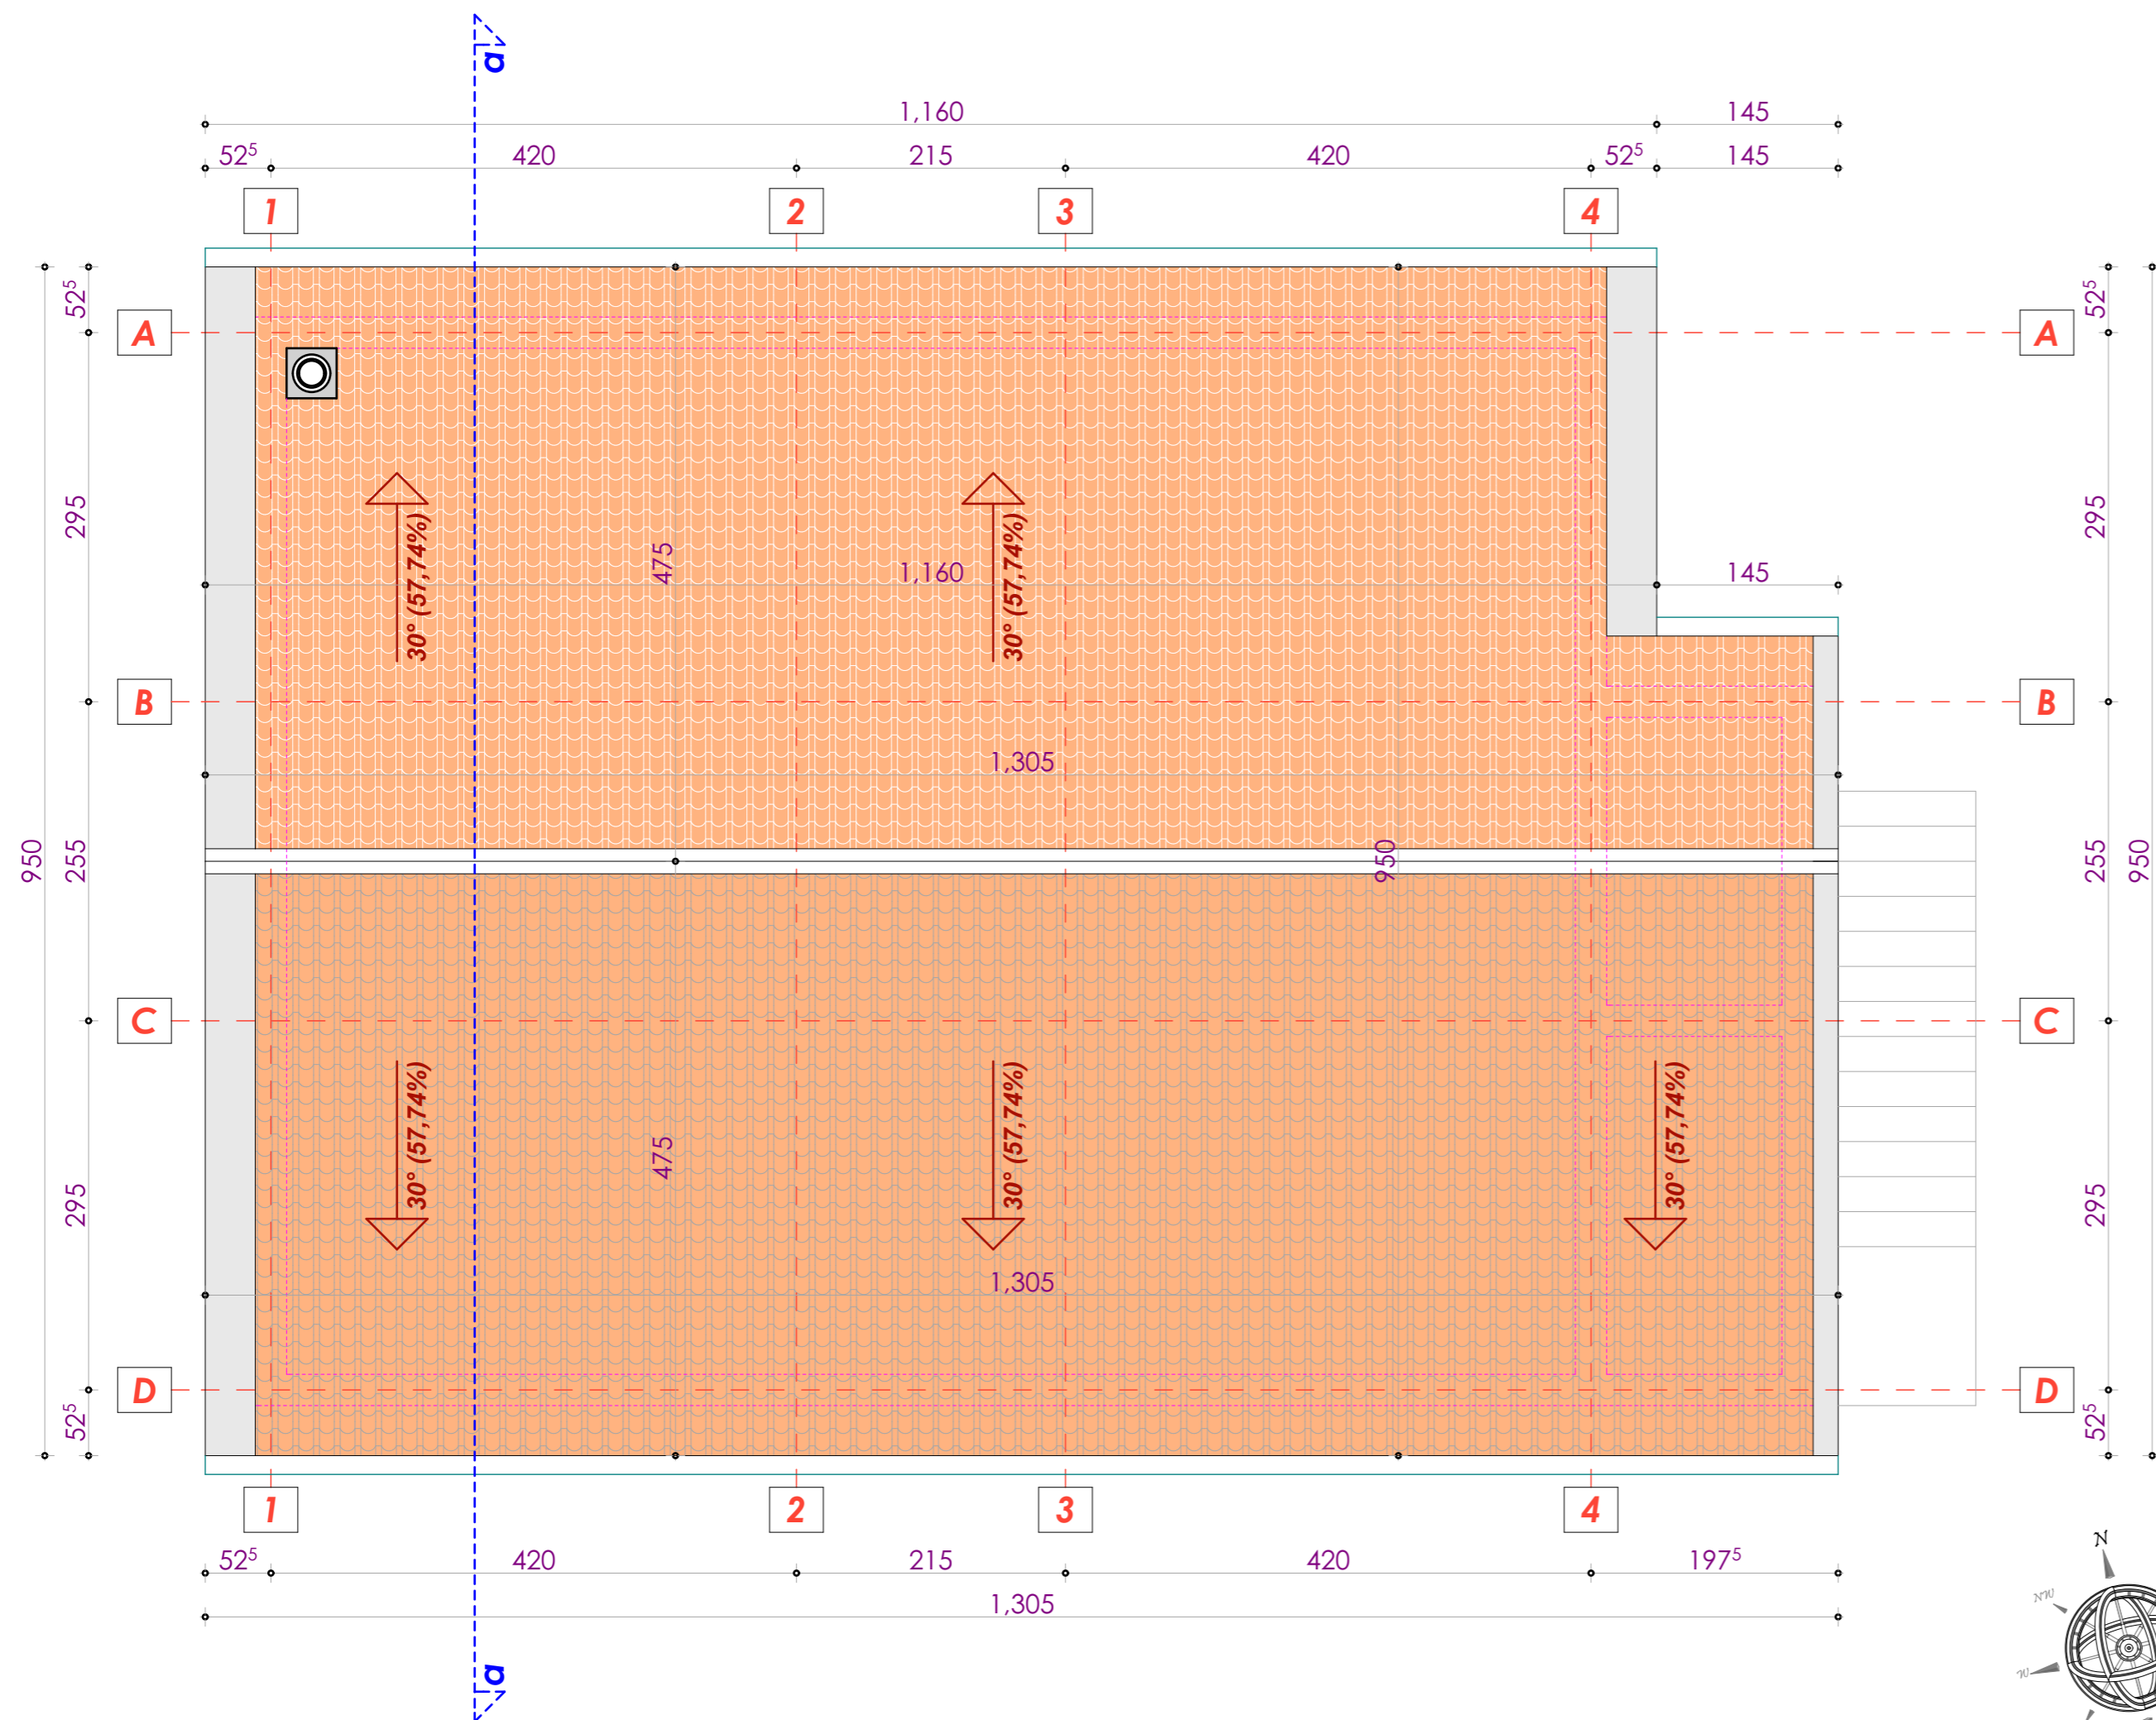 a
1,160 145
52⁵ 420 215 420 52⁵ 145
1 2 3 4
52⁵ 52⁵
A A
295 295
30° (57,74%) 475 1,160 30° (57,74%) 145
B B
1,305
950 255 950 255 950
C C
30° (57,74%) 475 30° (57,74%) 30° (57,74%)
295 295
1,305
D D
52⁵ 52⁵
1 2 3 4
52⁵ 420 215 420 197⁵
1,305
a
N
NW
W